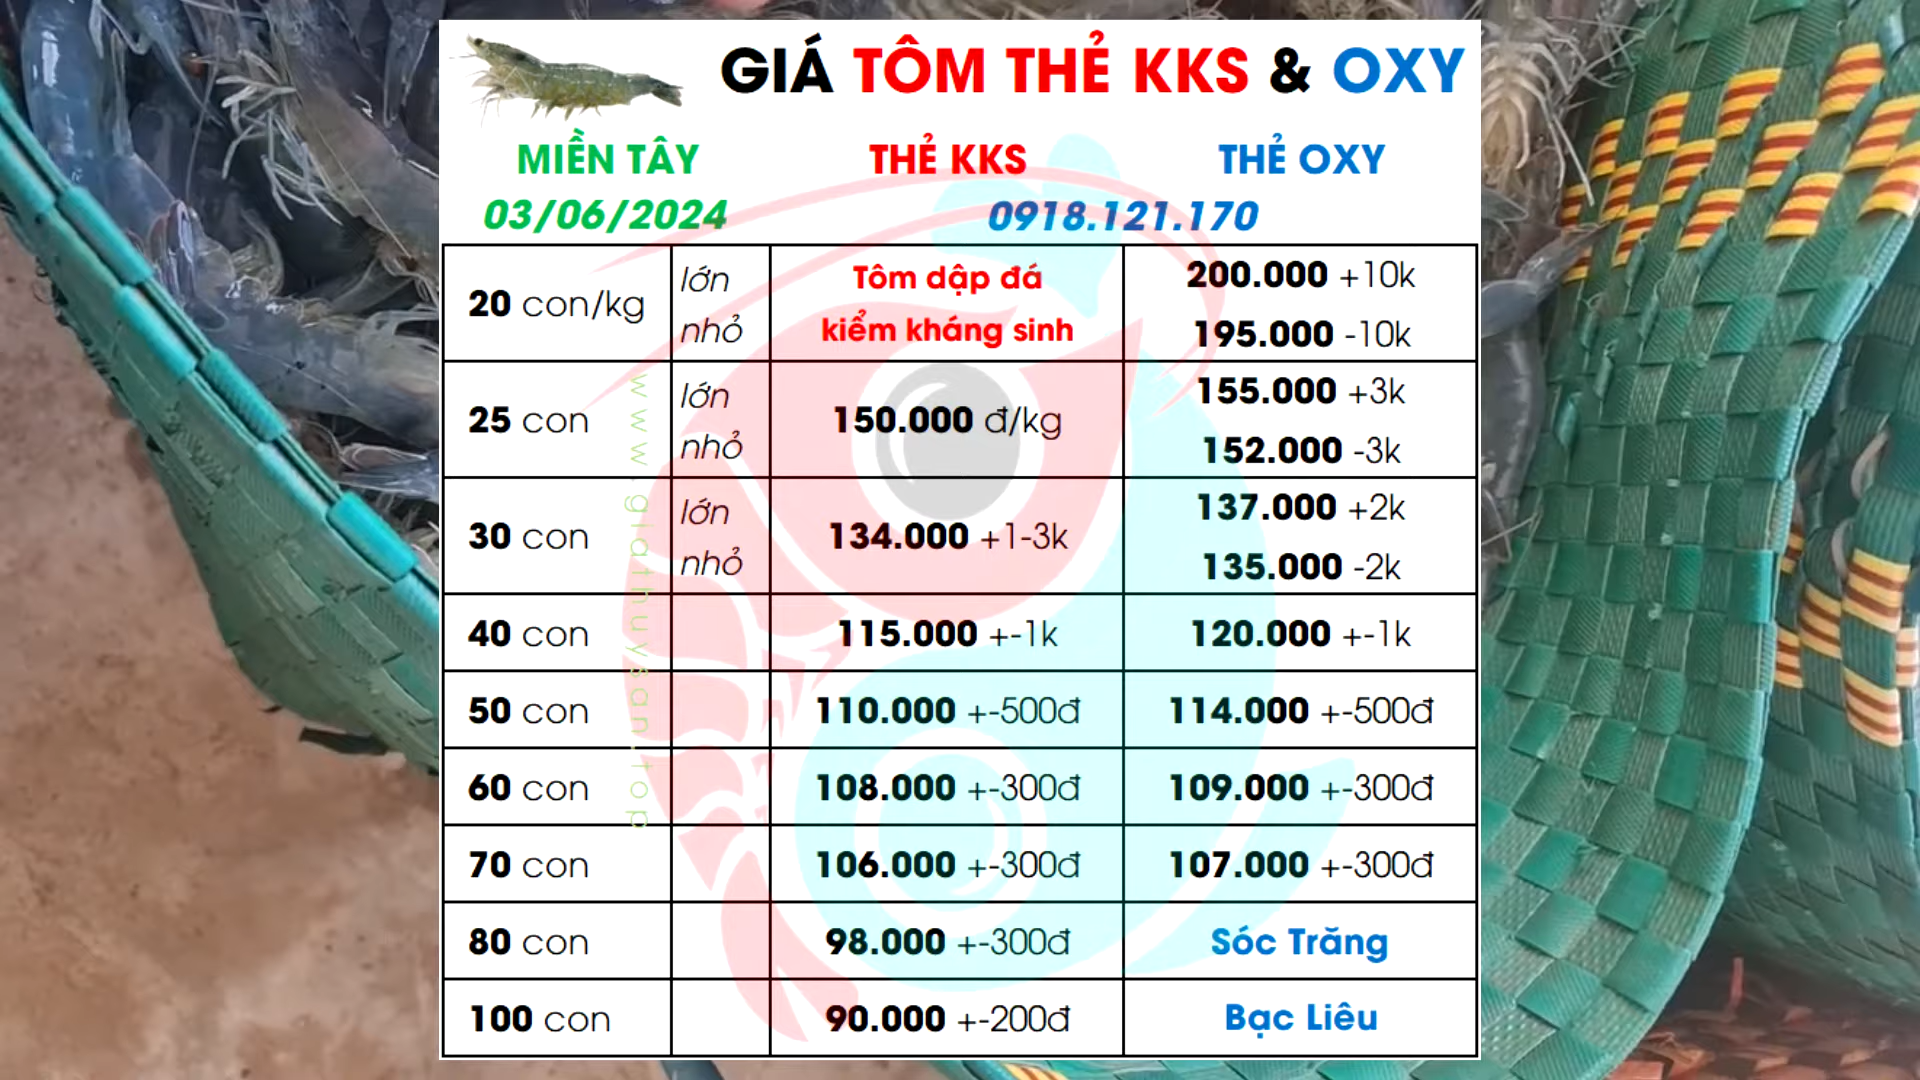 GIÁ TÔM THẺ KKS & OXY
MIỀN TÂY THẺ KKS THẺ OXY
03/06/2024 0918.121.170
20 con/kg lớn nhỏ Tôm dập đá kiểm kháng sinh 200.000 +10k 195.000 -10k
25 con lớn nhỏ 150.000 đ/kg 155.000 +3k 152.000 -3k
30 con lớn nhỏ 134.000 +1-3k 137.000 +2k 135.000 -2k
40 con 115.000 +-1k 120.000 +-1k
50 con 110.000 +-500đ 114.000 +-500đ
60 con 108.000 +-300đ 109.000 +-300đ
70 con 106.000 +-300đ 107.000 +-300đ
80 con 98.000 +-300đ Sóc Trăng
100 con 90.000 +-200đ Bạc Liêu
www.giathuysan.top